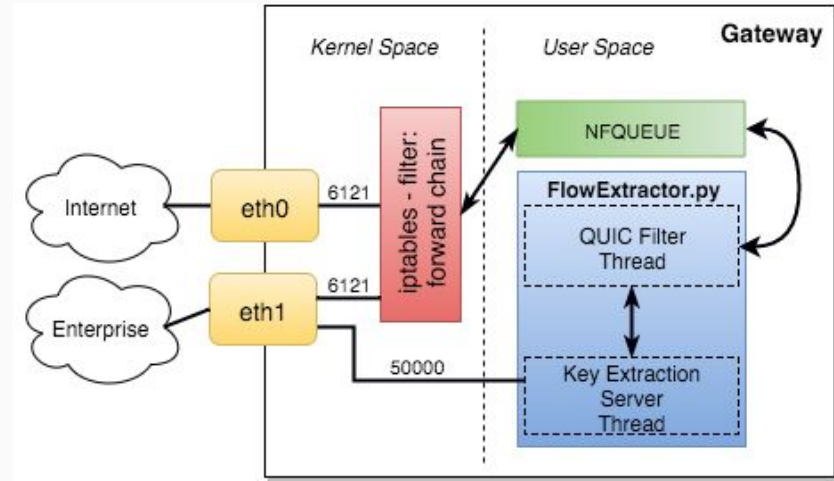 Gateway
Kernel Space
User Space
NFQUEUE
Internet
eth0
6121
iptables - filter:
forward chain
FlowExtractor.py
QUIC Filter
Thread
Enterprise
eth1
6121
50000
Key Extraction
Server
Thread